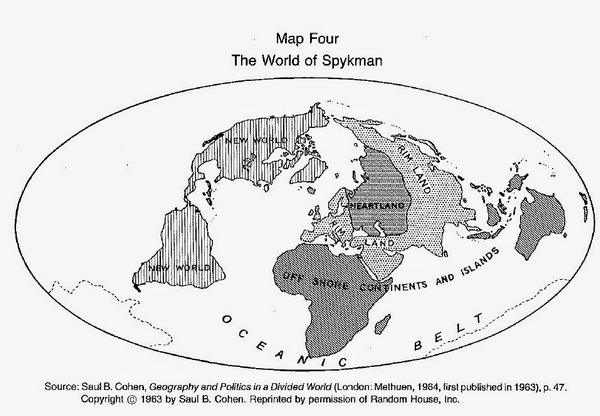 Map Four
The World of Spykman
NEW WORLD
RIM LAND
HEARTLAND
RIM
LAND
NEW WORLD
OFF SHORE CONTINENTS AND ISLANDS
OCEANIC BELT
Source: Saul B. Cohen, Geography and Politics in a Divided World (London: Methuen, 1964, first published in 1963), p. 47.
Copyright © 1963 by Saul B. Cohen. Reprinted by permission of Random House, Inc.